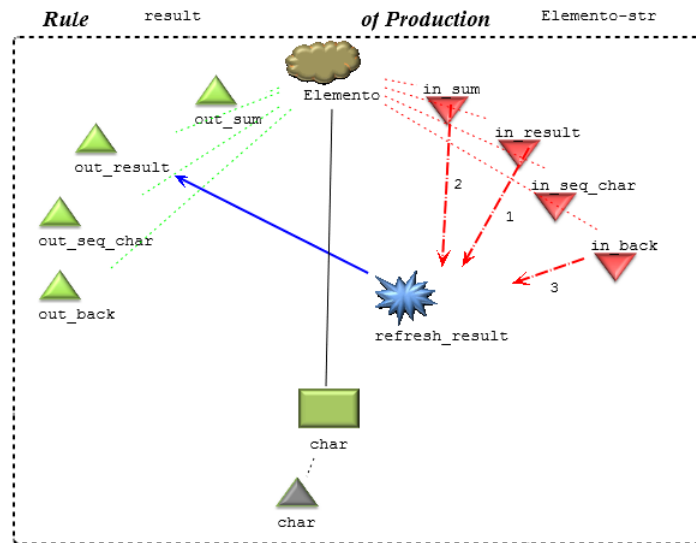 Rule result of Production Elemento-str
Elemento
in_sum
out_sum
in_result
out_result
in_seq_char
2
1
out_seq_char
in_back
3
out_back
refresh_result
char
char